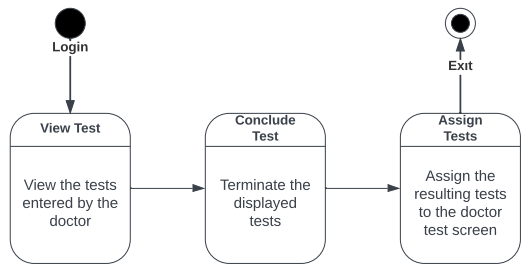 Login
Exit
View Test
Conclude
Test
Assign
Tests
View the tests
entered by the
doctor
Terminate the
displayed
tests
Assign the
resulting tests
to the doctor
test screen